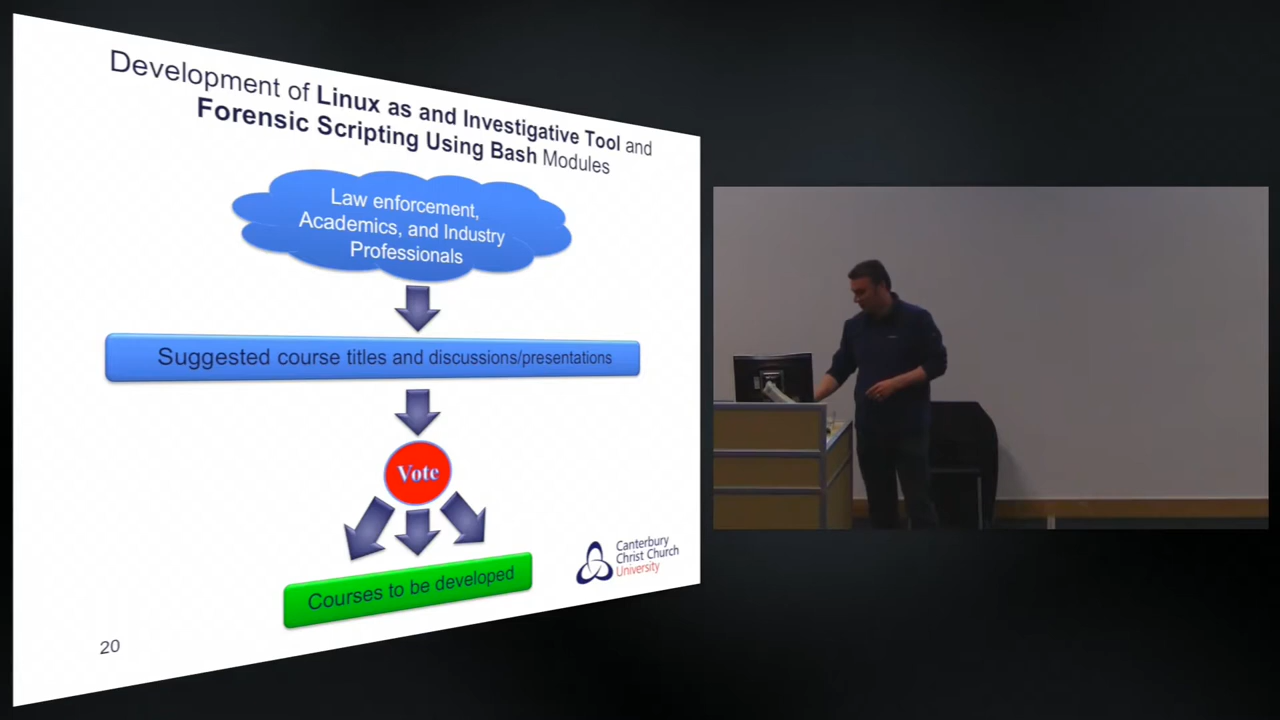 Development of Linux as and Investigative Tool and
Forensic Scripting Using Bash Modules
Law enforcement,
Academics, and Industry
Professionals
Suggested course titles and discussions/presentations
Vote
Courses to be developed
Canterbury
Christ Church
University
20